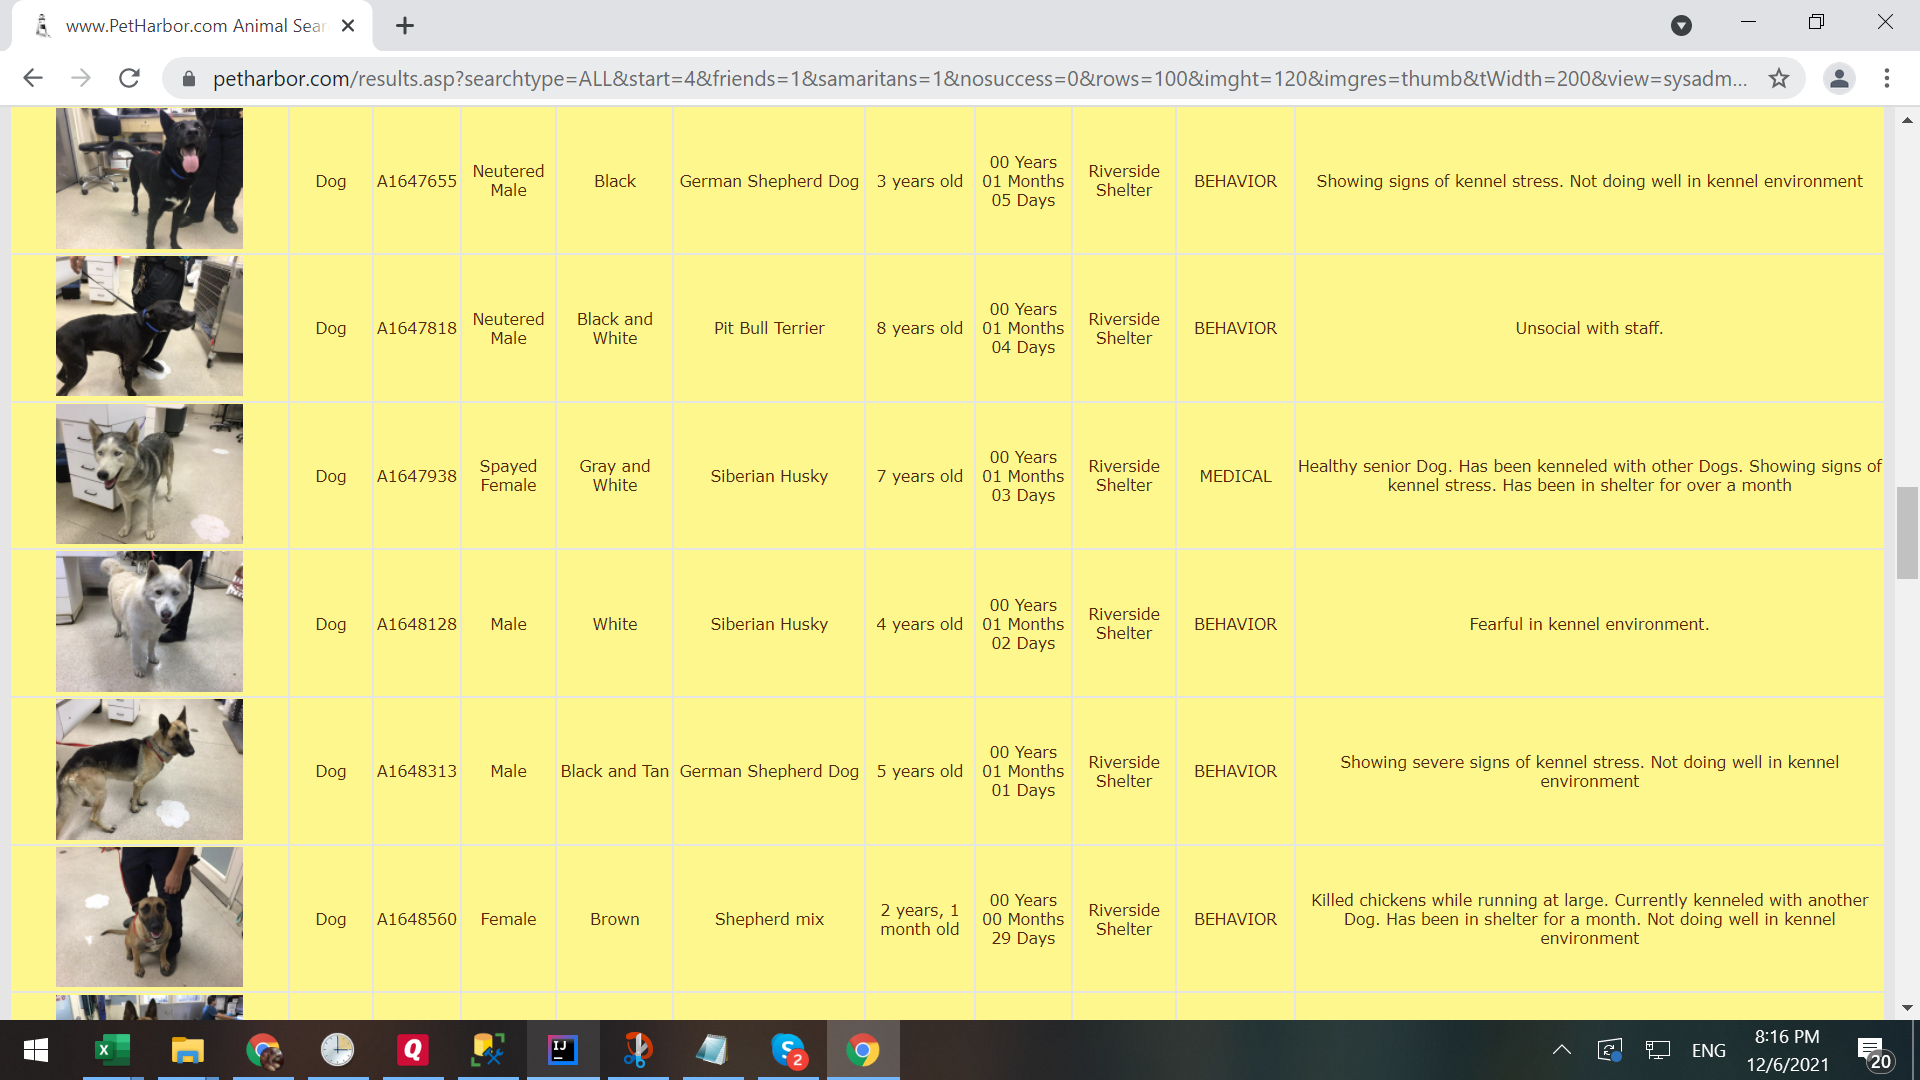 www.PetHarbor.com Animal Sear
petharbor.com/results.asp?searchtype=ALL&start=4&friends=1&samaritans=1&nosuccess=0&rows=100&imght=120&imgres=thumb&tWidth=200&view=sysadm...
Dog A1647655 Neutered Male Black German Shepherd Dog 3 years old 00 Years 01 Months 05 Days Riverside Shelter BEHAVIOR Showing signs of kennel stress. Not doing well in kennel environment
Dog A1647818 Neutered Male Black and White Pit Bull Terrier 8 years old 00 Years 01 Months 04 Days Riverside Shelter BEHAVIOR Unsocial with staff.
Dog A1647938 Spayed Female Gray and White Siberian Husky 7 years old 00 Years 01 Months 03 Days Riverside Shelter MEDICAL Healthy senior Dog. Has been kenneled with other Dogs. Showing signs of kennel stress. Has been in shelter for over a month
Dog A1648128 Male White Siberian Husky 4 years old 00 Years 01 Months 02 Days Riverside Shelter BEHAVIOR Fearful in kennel environment.
Dog A1648313 Male Black and Tan German Shepherd Dog 5 years old 00 Years 01 Months 01 Days Riverside Shelter BEHAVIOR Showing severe signs of kennel stress. Not doing well in kennel environment
Dog A1648560 Female Brown Shepherd mix 2 years, 1 month old 00 Years 00 Months 29 Days Riverside Shelter BEHAVIOR Killed chickens while running at large. Currently kenneled with another Dog. Has been in shelter for a month. Not doing well in kennel environment
X
Q
IJ
S
2
ENG
8:16 PM
12/6/2021
20